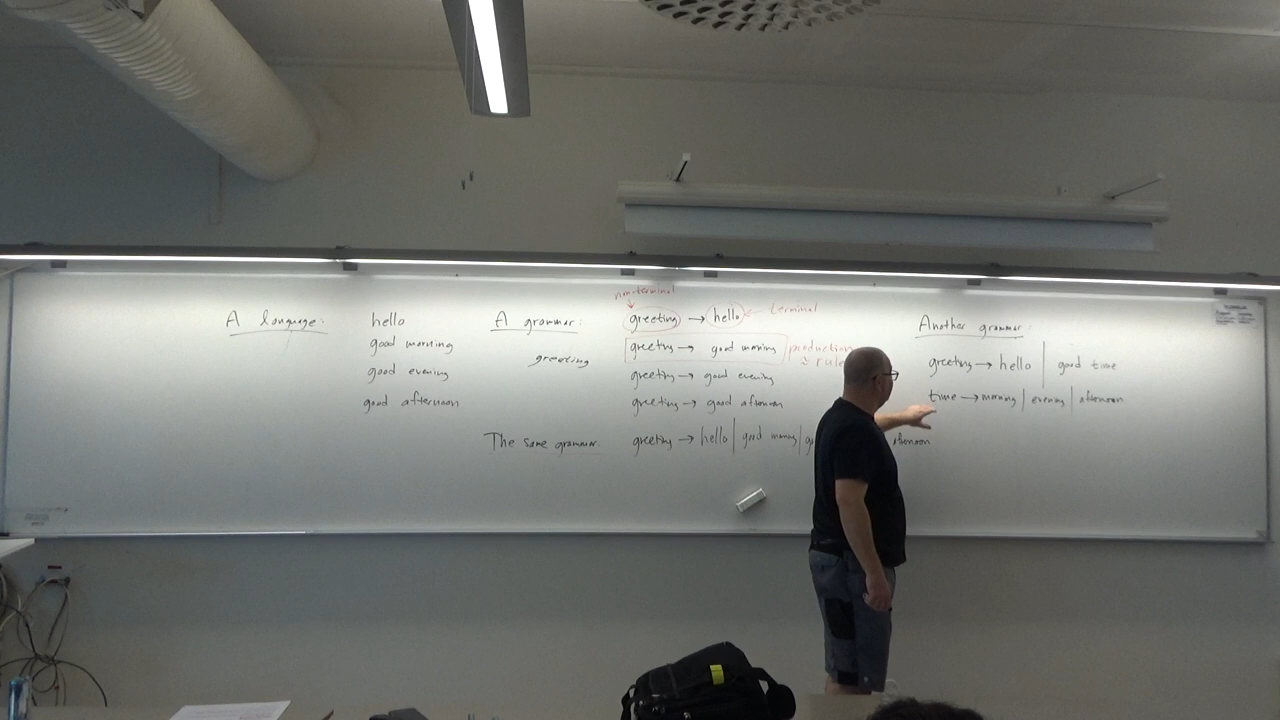 A language:
hello
good morning
good evening
good afternoon
A grammar:
greeting
non-terminal
greeting → hello ← terminal
greeting → good morning production
≈ rule
greeting → good evening
greeting → good afternoon
The same grammar:
greeting → hello | good morning |
Another grammar:
greeting → hello | good time
time → morning | evening | afternoon